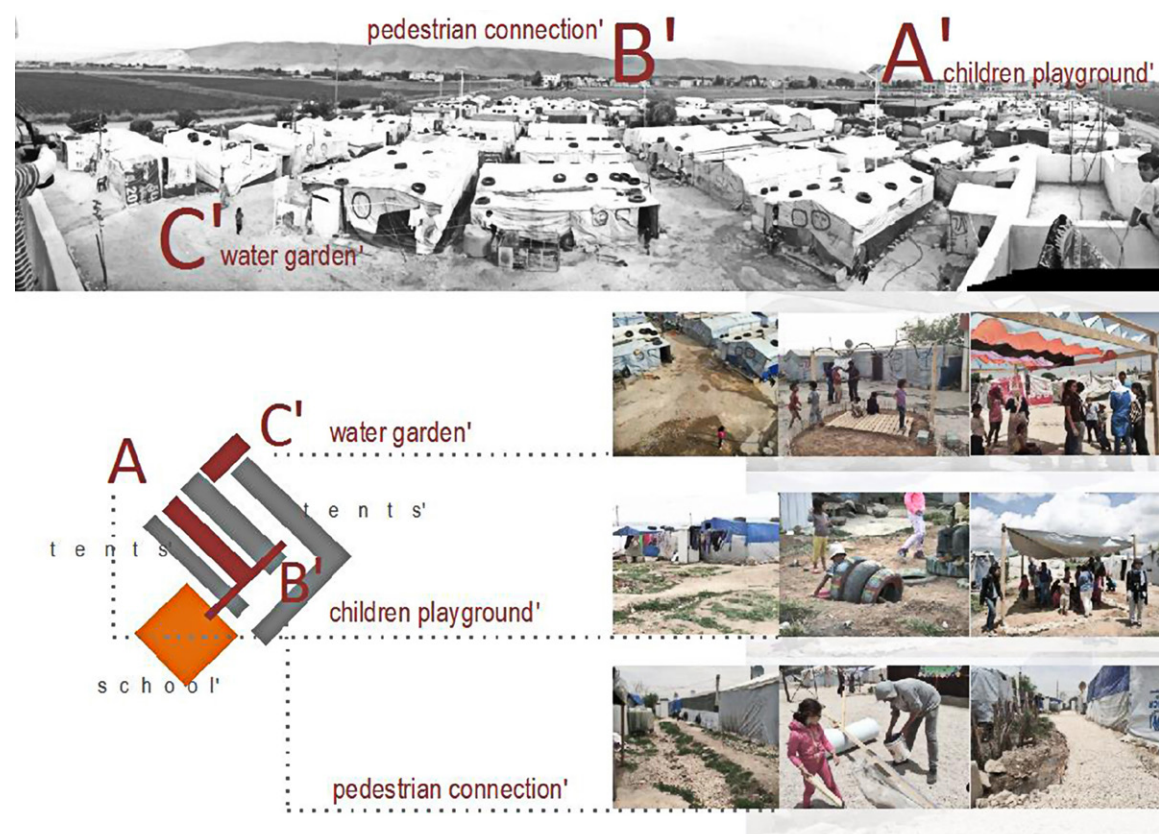 pedestrian connection'
B'
A'
children playground'
C'
water garden'
C'
water garden'
A
t e n t s'
t e n t s'
B'
children playground'
s c h o o l'
pedestrian connection'